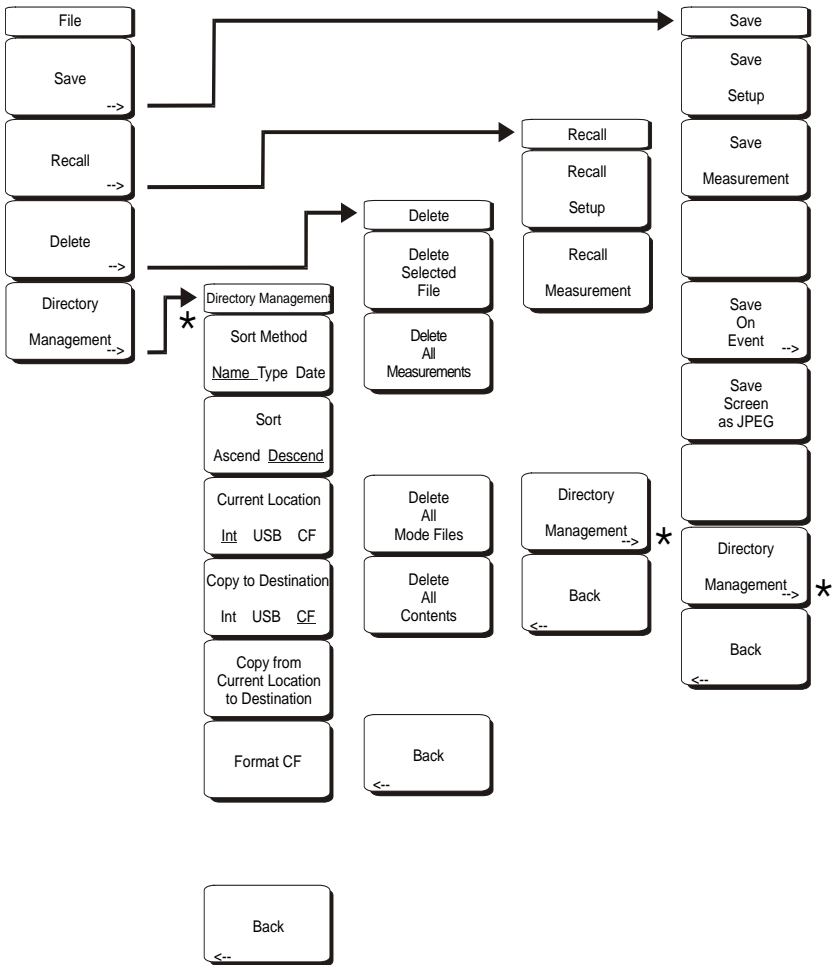 File
Save
-->
Recall
-->
Delete
-->
Directory
Management
-->
Directory Management
*
Sort Method
Name Type Date
Sort
Ascend Descend
Current Location
Int USB CF
Copy to Destination
Int USB CF
Copy from
Current Location
to Destination
Format CF
Back
<--
Delete
Delete
Selected
File
Delete
All
Measurements
Delete
All
Mode Files
Delete
All
Contents
Back
<--
Recall
Recall
Setup
Recall
Measurement
Directory
Management
-->
*
Back
<--
Save
Save
Setup
Save
Measurement
Save
On
Event
-->
Save
Screen
as JPEG
Directory
Management
-->
*
Back
<--